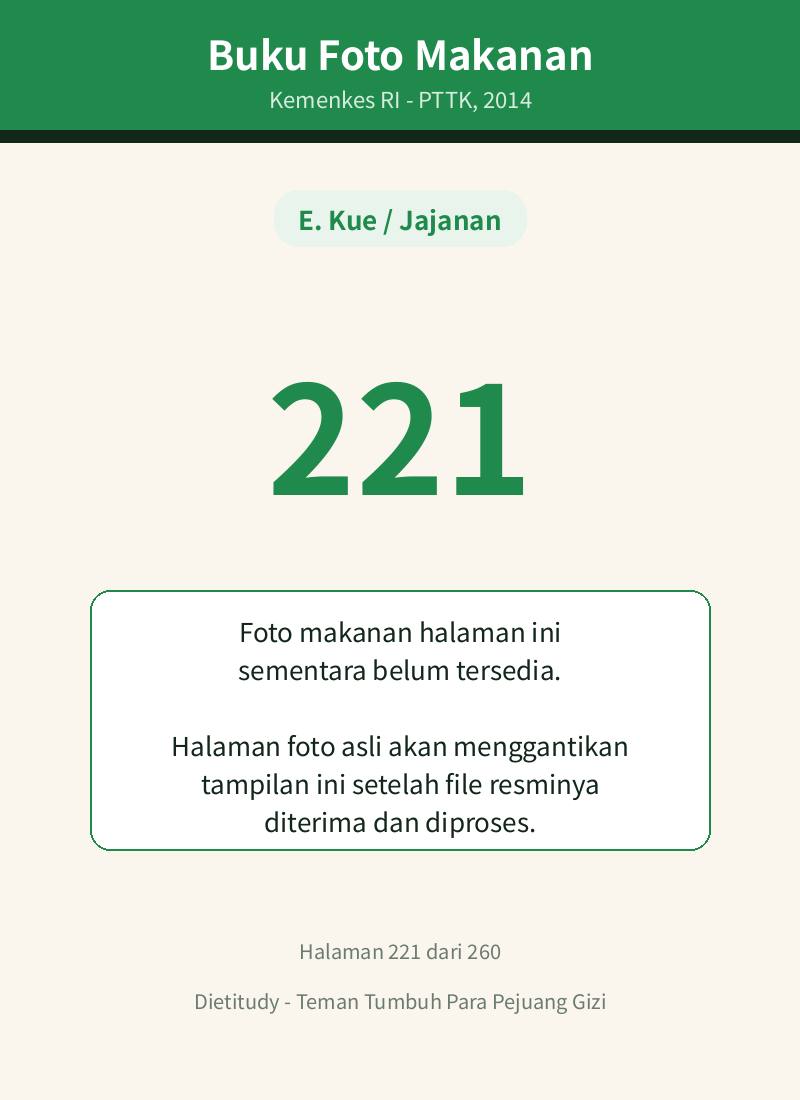 Buku Foto Makanan
Kemenkes RI - PTTK, 2014
E. Kue / Jajanan
221
Foto makanan halaman ini
sementara belum tersedia.
Halaman foto asli akan menggantikan
tampilan ini setelah file resminya
diterima dan diproses.
Halaman 221 dari 260
Dietitudy - Teman Tumbuh Para Pejuang Gizi